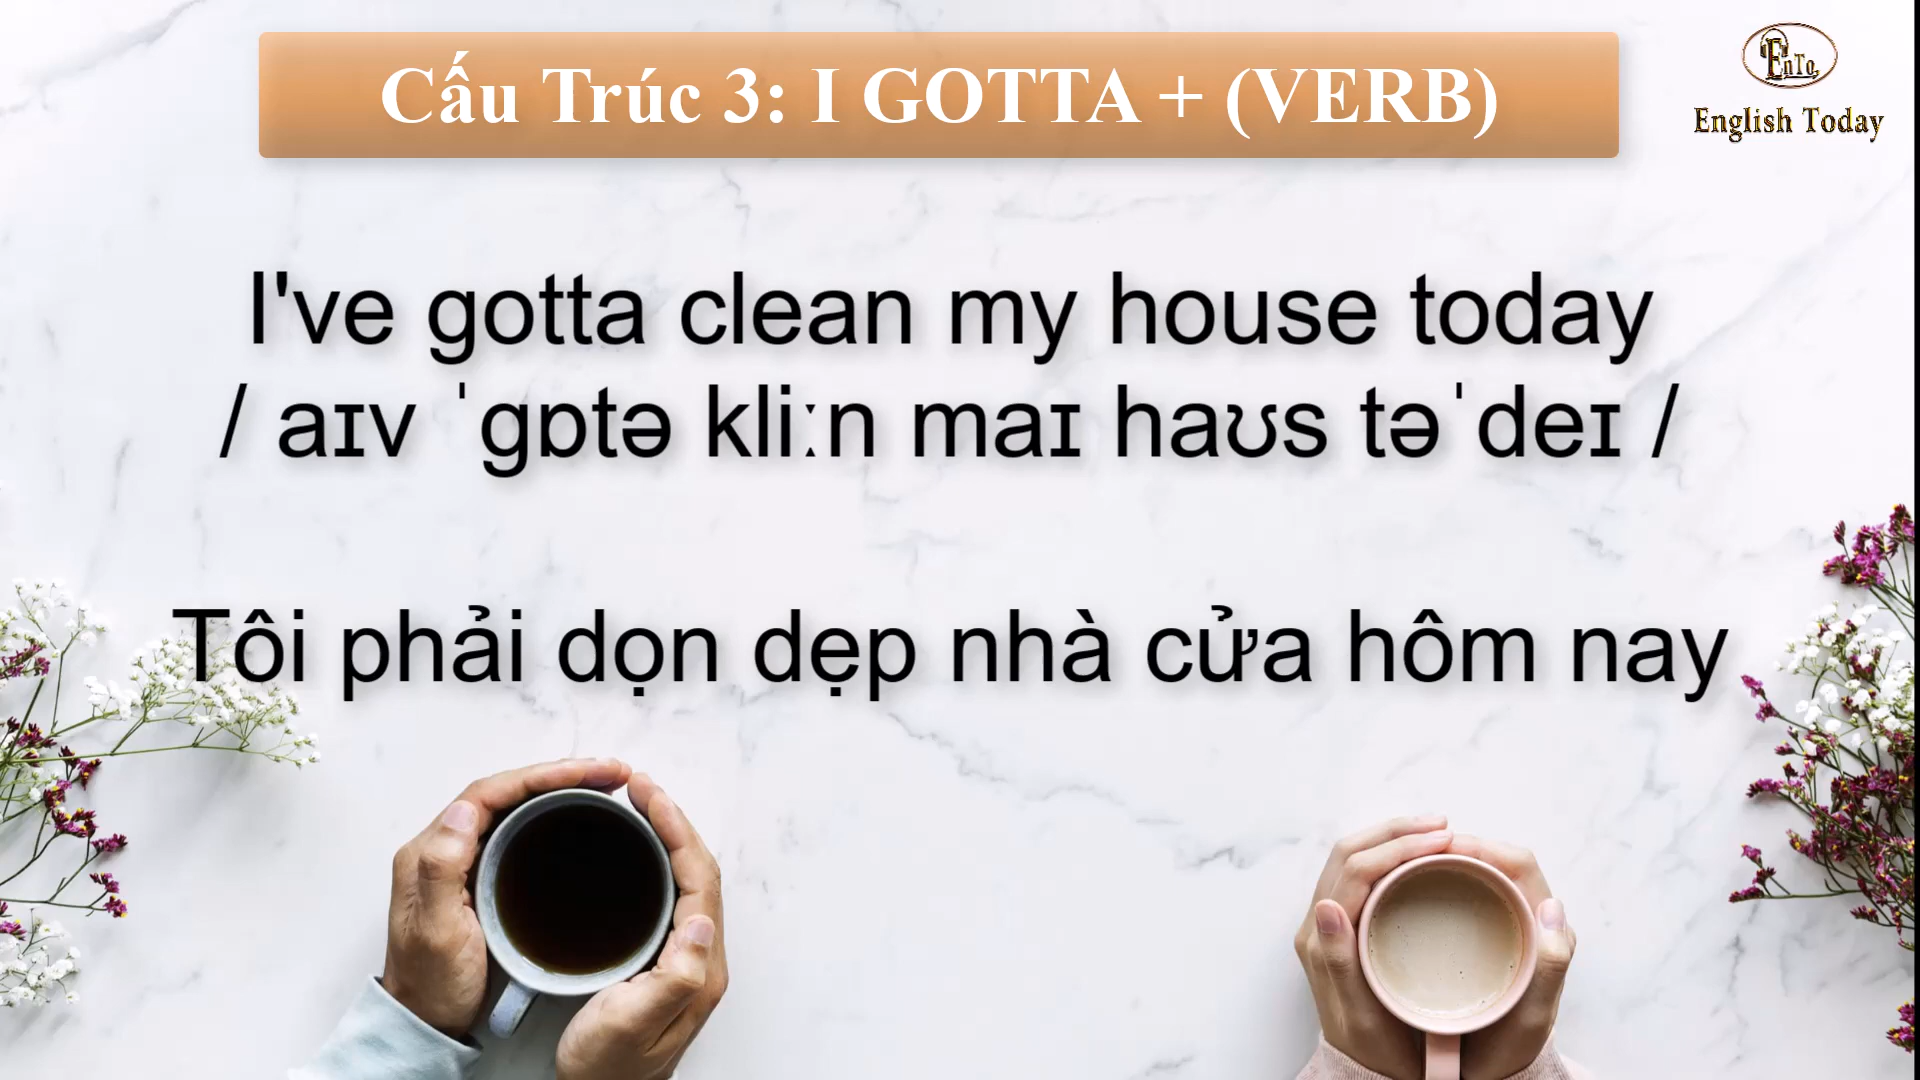 Cấu Trúc 3: I GOTTA + (VERB)
EnTo
English Today
I've gotta clean my house today
/ aɪv ˈgɒtə kliːn maɪ haʊs təˈdeɪ /
Tôi phải dọn dẹp nhà cửa hôm nay